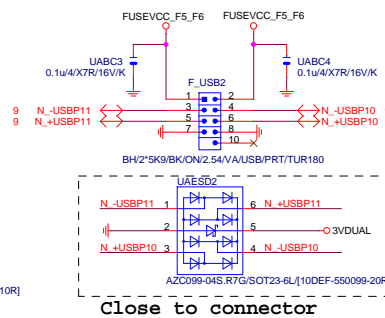 FUSEVCC_F5_F6 FUSEVCC_F5_F6
UABC3 UABC4
0.1u/4/X7R/16V/K 0.1u/4/X7R/16V/K
F_USB2
1 2
9 N_-USBP11 3 4 N_-USBP10
9 N_+USBP11 5 6 N_+USBP10
7 8
10
BH/2*5K9/BK/ON/2.54/VA/USB/PRT/TUR180
UAESD2
N_-USBP11 1 6 N_+USBP11
2 5 3VDUAL
N_+USBP10 3 4 N_-USBP10
AZC099-04S.R7G/SOT23-6L/[10DEF-550099-20R
10R]
Close to connector